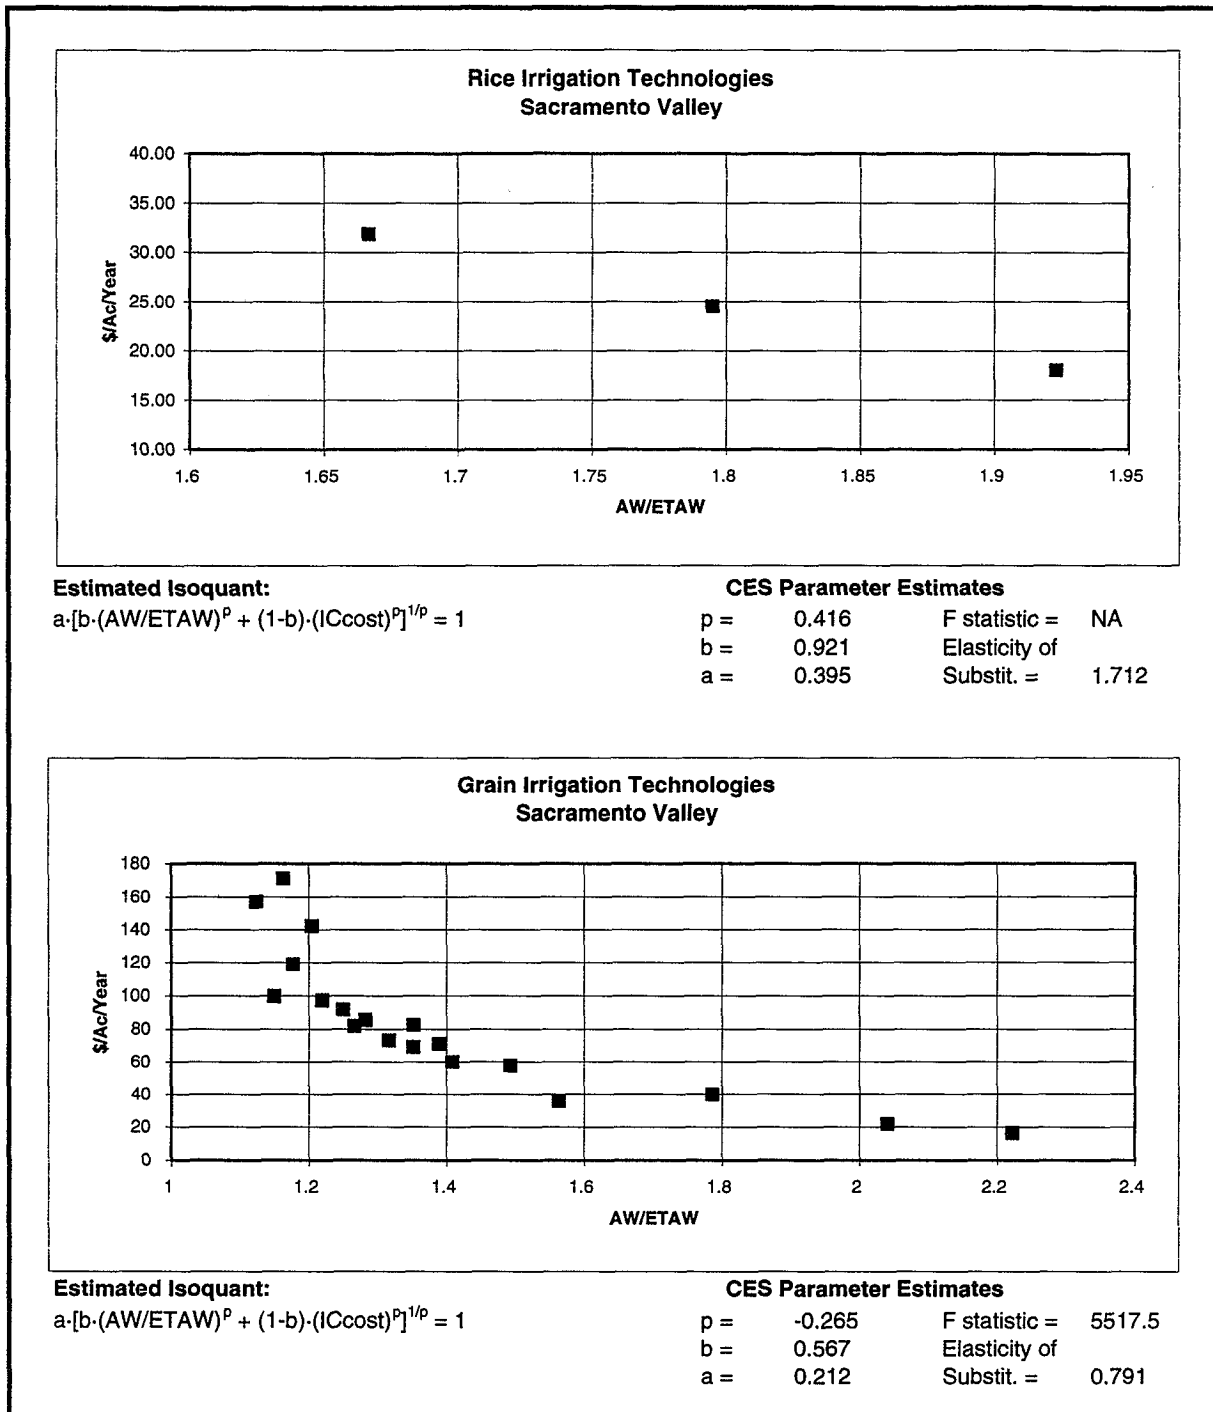 Rice Irrigation Technologies
Sacramento Valley
40.00
35.00
30.00
25.00
20.00
15.00
10.00
$/Ac/Year
1.6 1.65 1.7 1.75 1.8 1.85 1.9 1.95
AW/ETAW
Estimated Isoquant:
a·[b·(AW/ETAW)^p + (1-b)·(ICcost)^p]^1/p = 1
CES Parameter Estimates
p = 0.416 F statistic = NA
b = 0.921 Elasticity of
a = 0.395 Substit. = 1.712
Grain Irrigation Technologies
Sacramento Valley
180
160
140
120
100
80
60
40
20
0
$/Ac/Year
1 1.2 1.4 1.6 1.8 2 2.2 2.4
AW/ETAW
Estimated Isoquant:
a·[b·(AW/ETAW)^p + (1-b)·(ICcost)^p]^1/p = 1
CES Parameter Estimates
p = -0.265 F statistic = 5517.5
b = 0.567 Elasticity of
a = 0.212 Substit. = 0.791